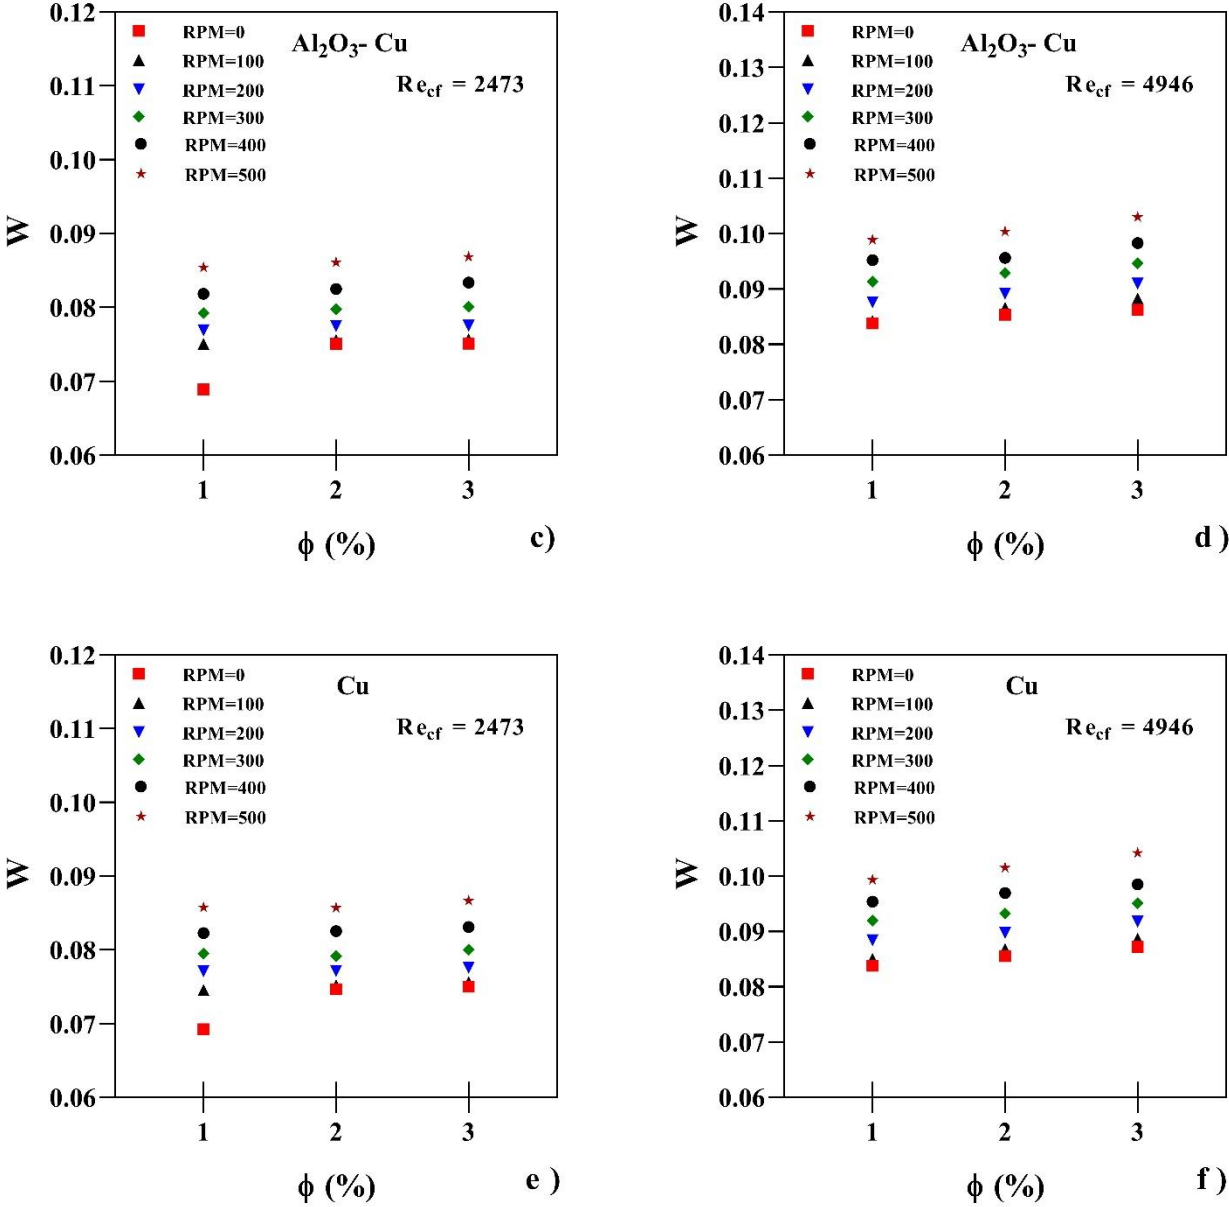 0.12
0.11
0.10
0.09
0.08
0.07
0.06
W
RPM=0
RPM=100
RPM=200
RPM=300
RPM=400
RPM=500
Al₂O₃- Cu
Re_cf = 2473
1 2 3
ϕ (%)
c)
0.14
0.13
0.12
0.11
0.10
0.09
0.08
0.07
0.06
W
RPM=0
RPM=100
RPM=200
RPM=300
RPM=400
RPM=500
Al₂O₃- Cu
Re_cf = 4946
1 2 3
ϕ (%)
d )
0.12
0.11
0.10
0.09
0.08
0.07
0.06
W
RPM=0
RPM=100
RPM=200
RPM=300
RPM=400
RPM=500
Cu
Re_cf = 2473
1 2 3
ϕ (%)
e )
0.14
0.13
0.12
0.11
0.10
0.09
0.08
0.07
0.06
W
RPM=0
RPM=100
RPM=200
RPM=300
RPM=400
RPM=500
Cu
Re_cf = 4946
1 2 3
ϕ (%)
f )